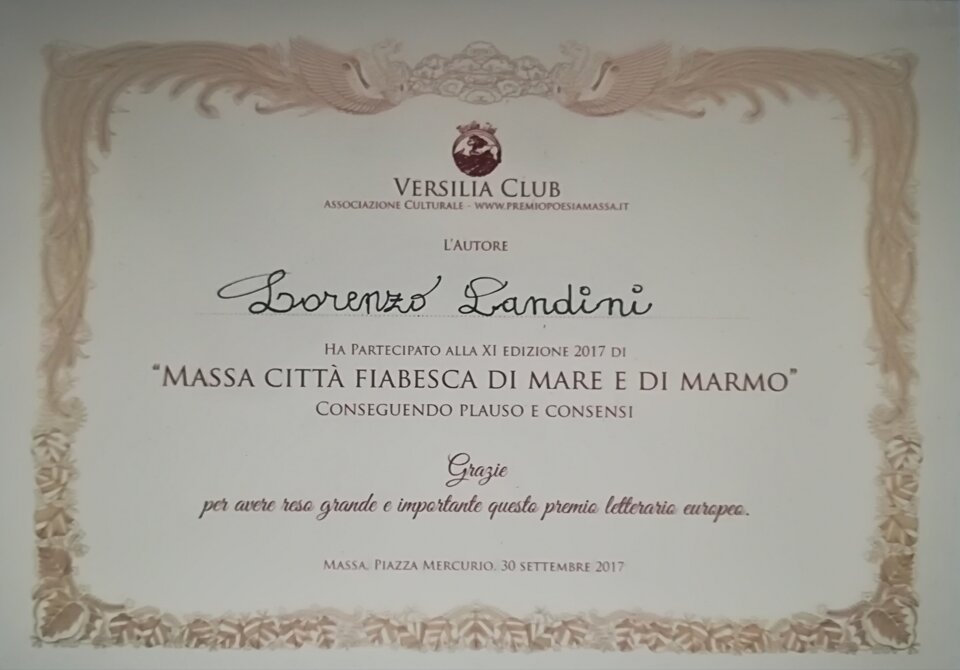 VERSILIA CLUB
ASSOCIAZIONE CULTURALE - WWW.PREMIOPOESIAMASSA.IT
L'AUTORE
Lorenzo Landini
HA PARTECIPATO ALLA XI EDIZIONE 2017 DI
"MASSA CITTÀ FIABESCA DI MARE E DI MARMO"
CONSEGUENDO PLAUSO E CONSENSI
Grazie
per avere reso grande e importante questo premio letterario europeo.
MASSA, PIAZZA MERCURIO, 30 SETTEMBRE 2017